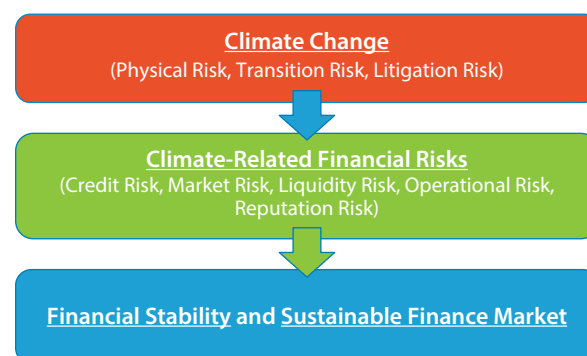 Climate Change
(Physical Risk, Transition Risk, Litigation Risk)
Climate-Related Financial Risks
(Credit Risk, Market Risk, Liquidity Risk, Operational Risk,
Reputation Risk)
Financial Stability and Sustainable Finance Market